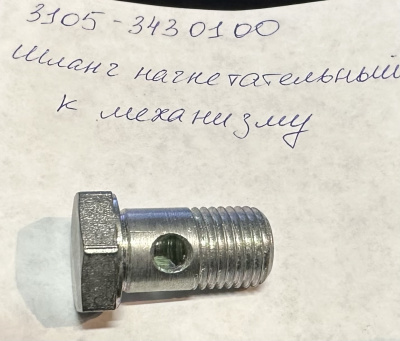 3105-3430100
Шланг нагнетательный
к механизму